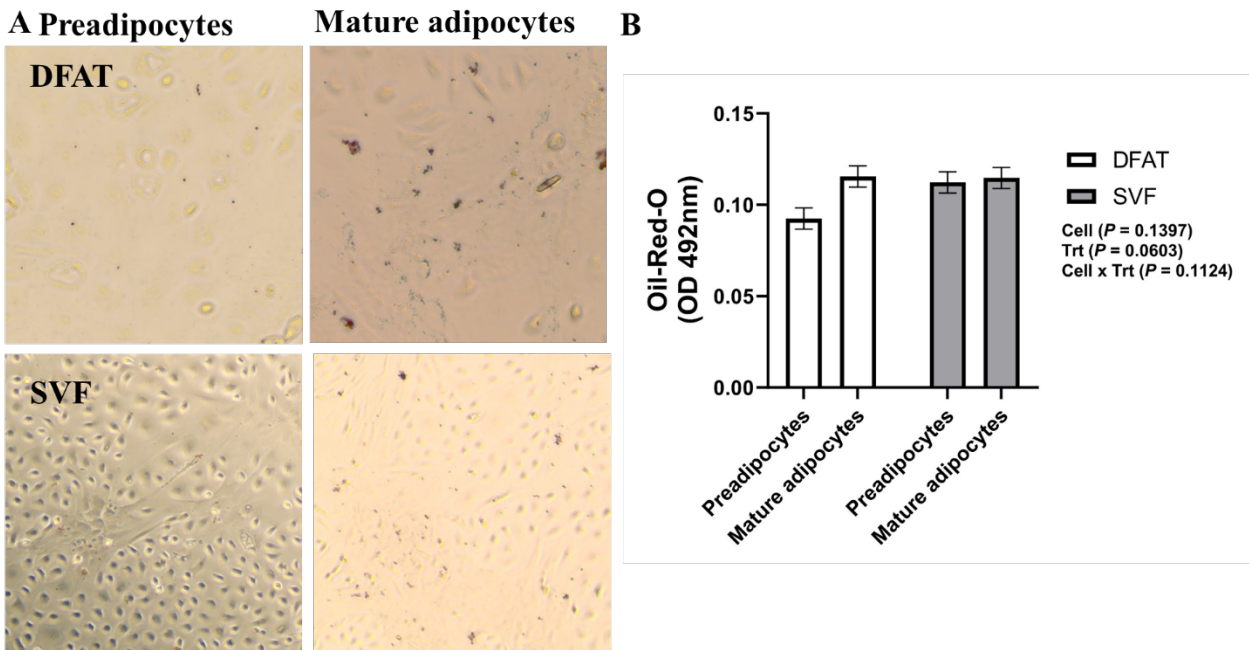 A Preadipocytes
Mature adipocytes
B
DFAT
SVF
0.15
0.10
0.05
0.00
Oil-Red-O
(OD 492nm)
Preadipocytes
Mature adipocytes
Preadipocytes
Mature adipocytes
DFAT
SVF
Cell (P = 0.1397)
Trt (P = 0.0603)
Cell x Trt (P = 0.1124)